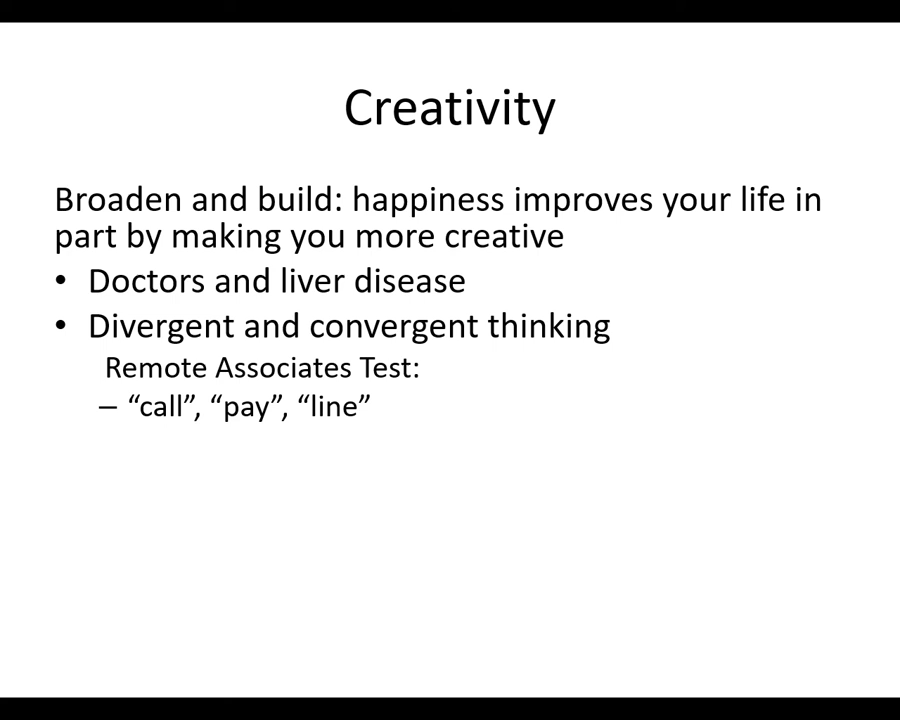 Creativity
Broaden and build: happiness improves your life in
part by making you more creative
• Doctors and liver disease
• Divergent and convergent thinking
Remote Associates Test:
– “call”, “pay”, “line”